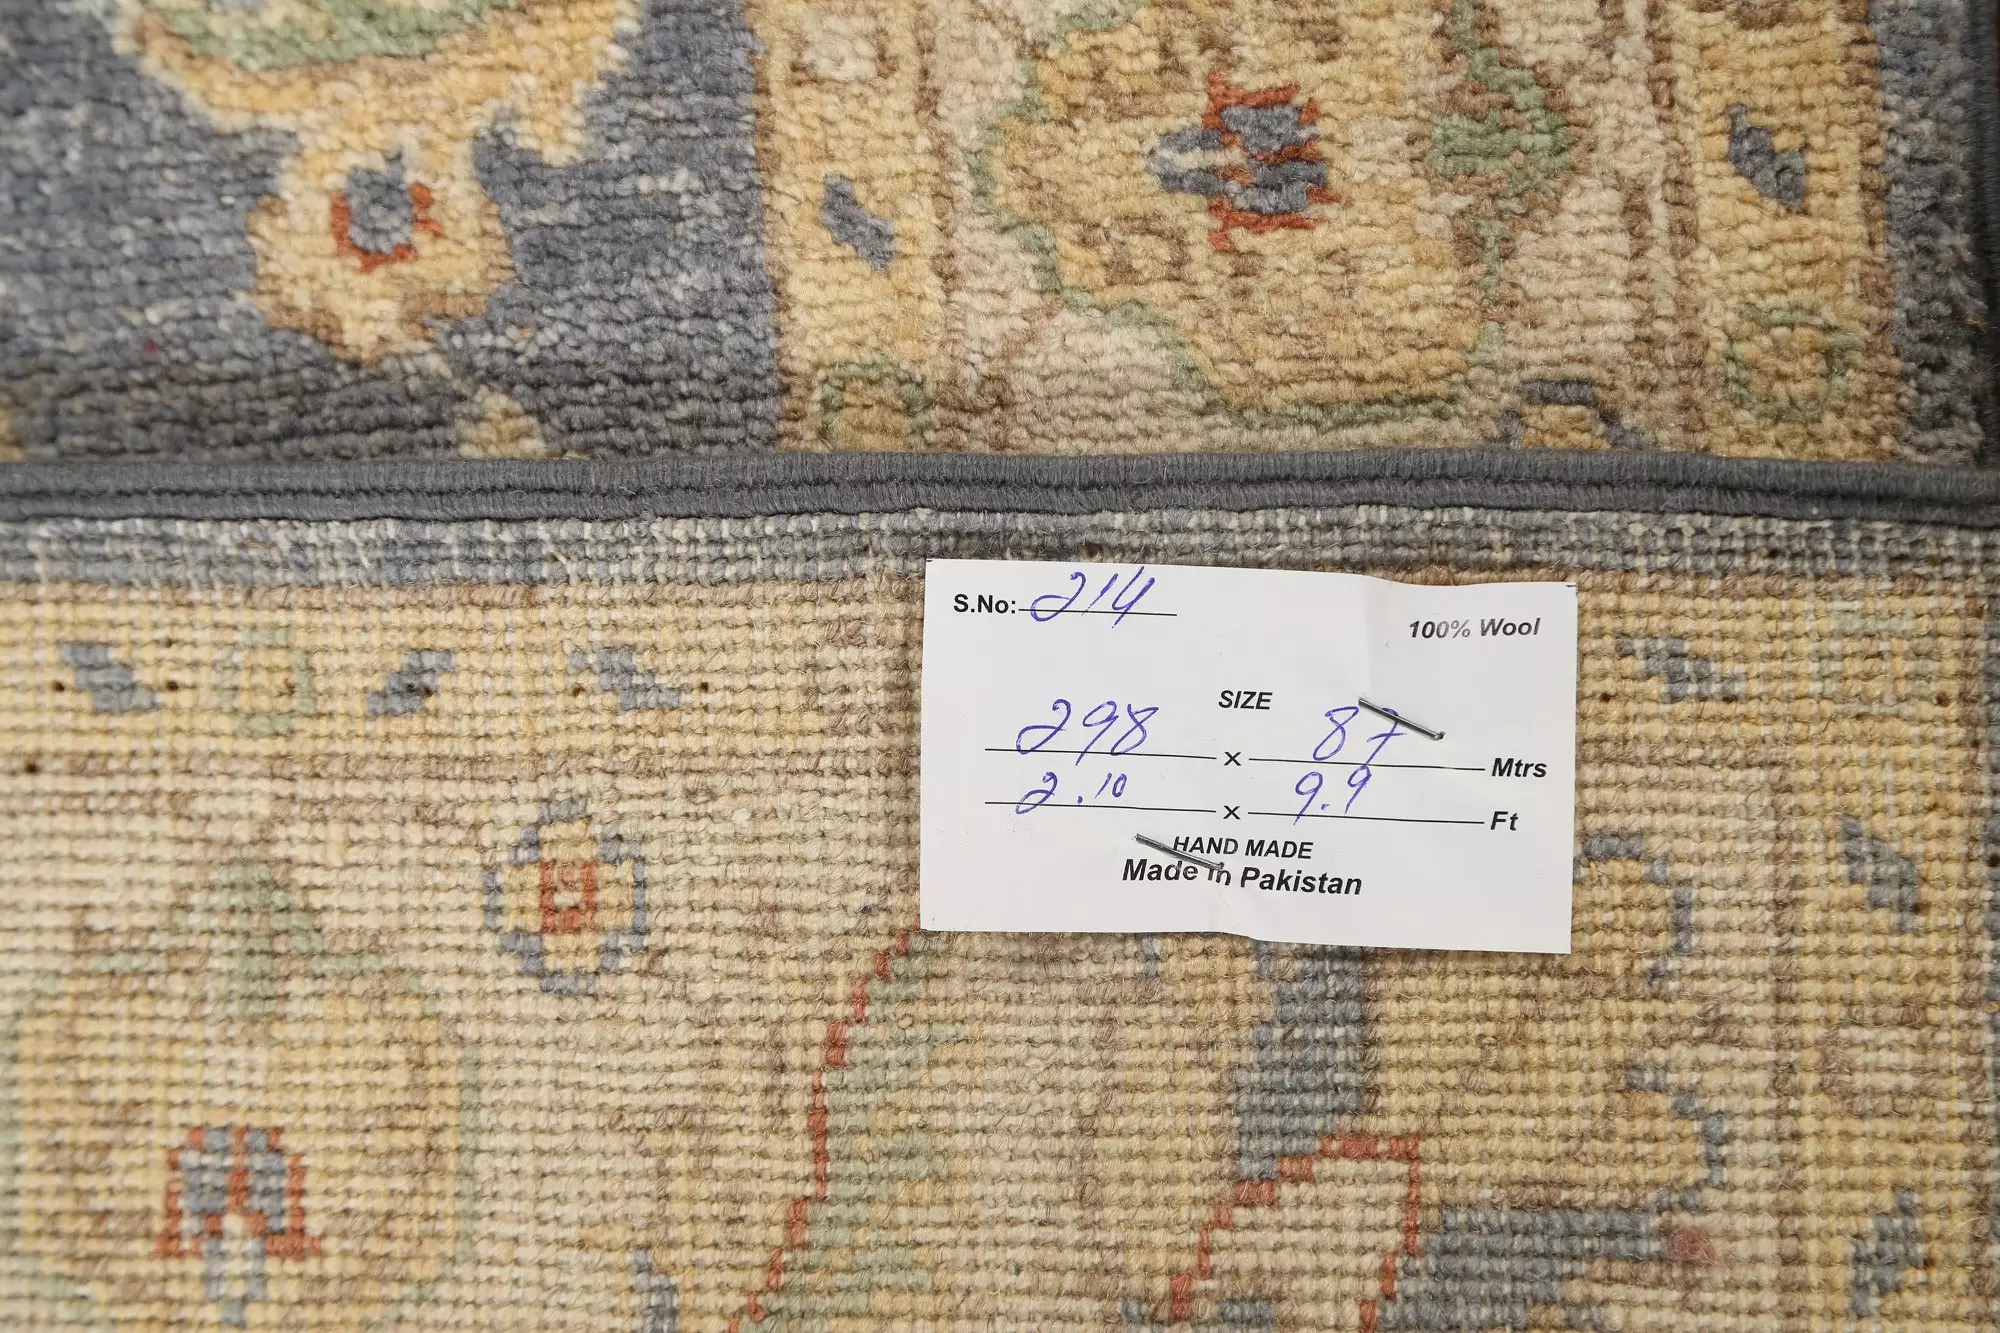 S.No: 214
100% Wool
SIZE
298 x 87 Mtrs
2.10 x 9.9 Ft
HAND MADE
Made in Pakistan